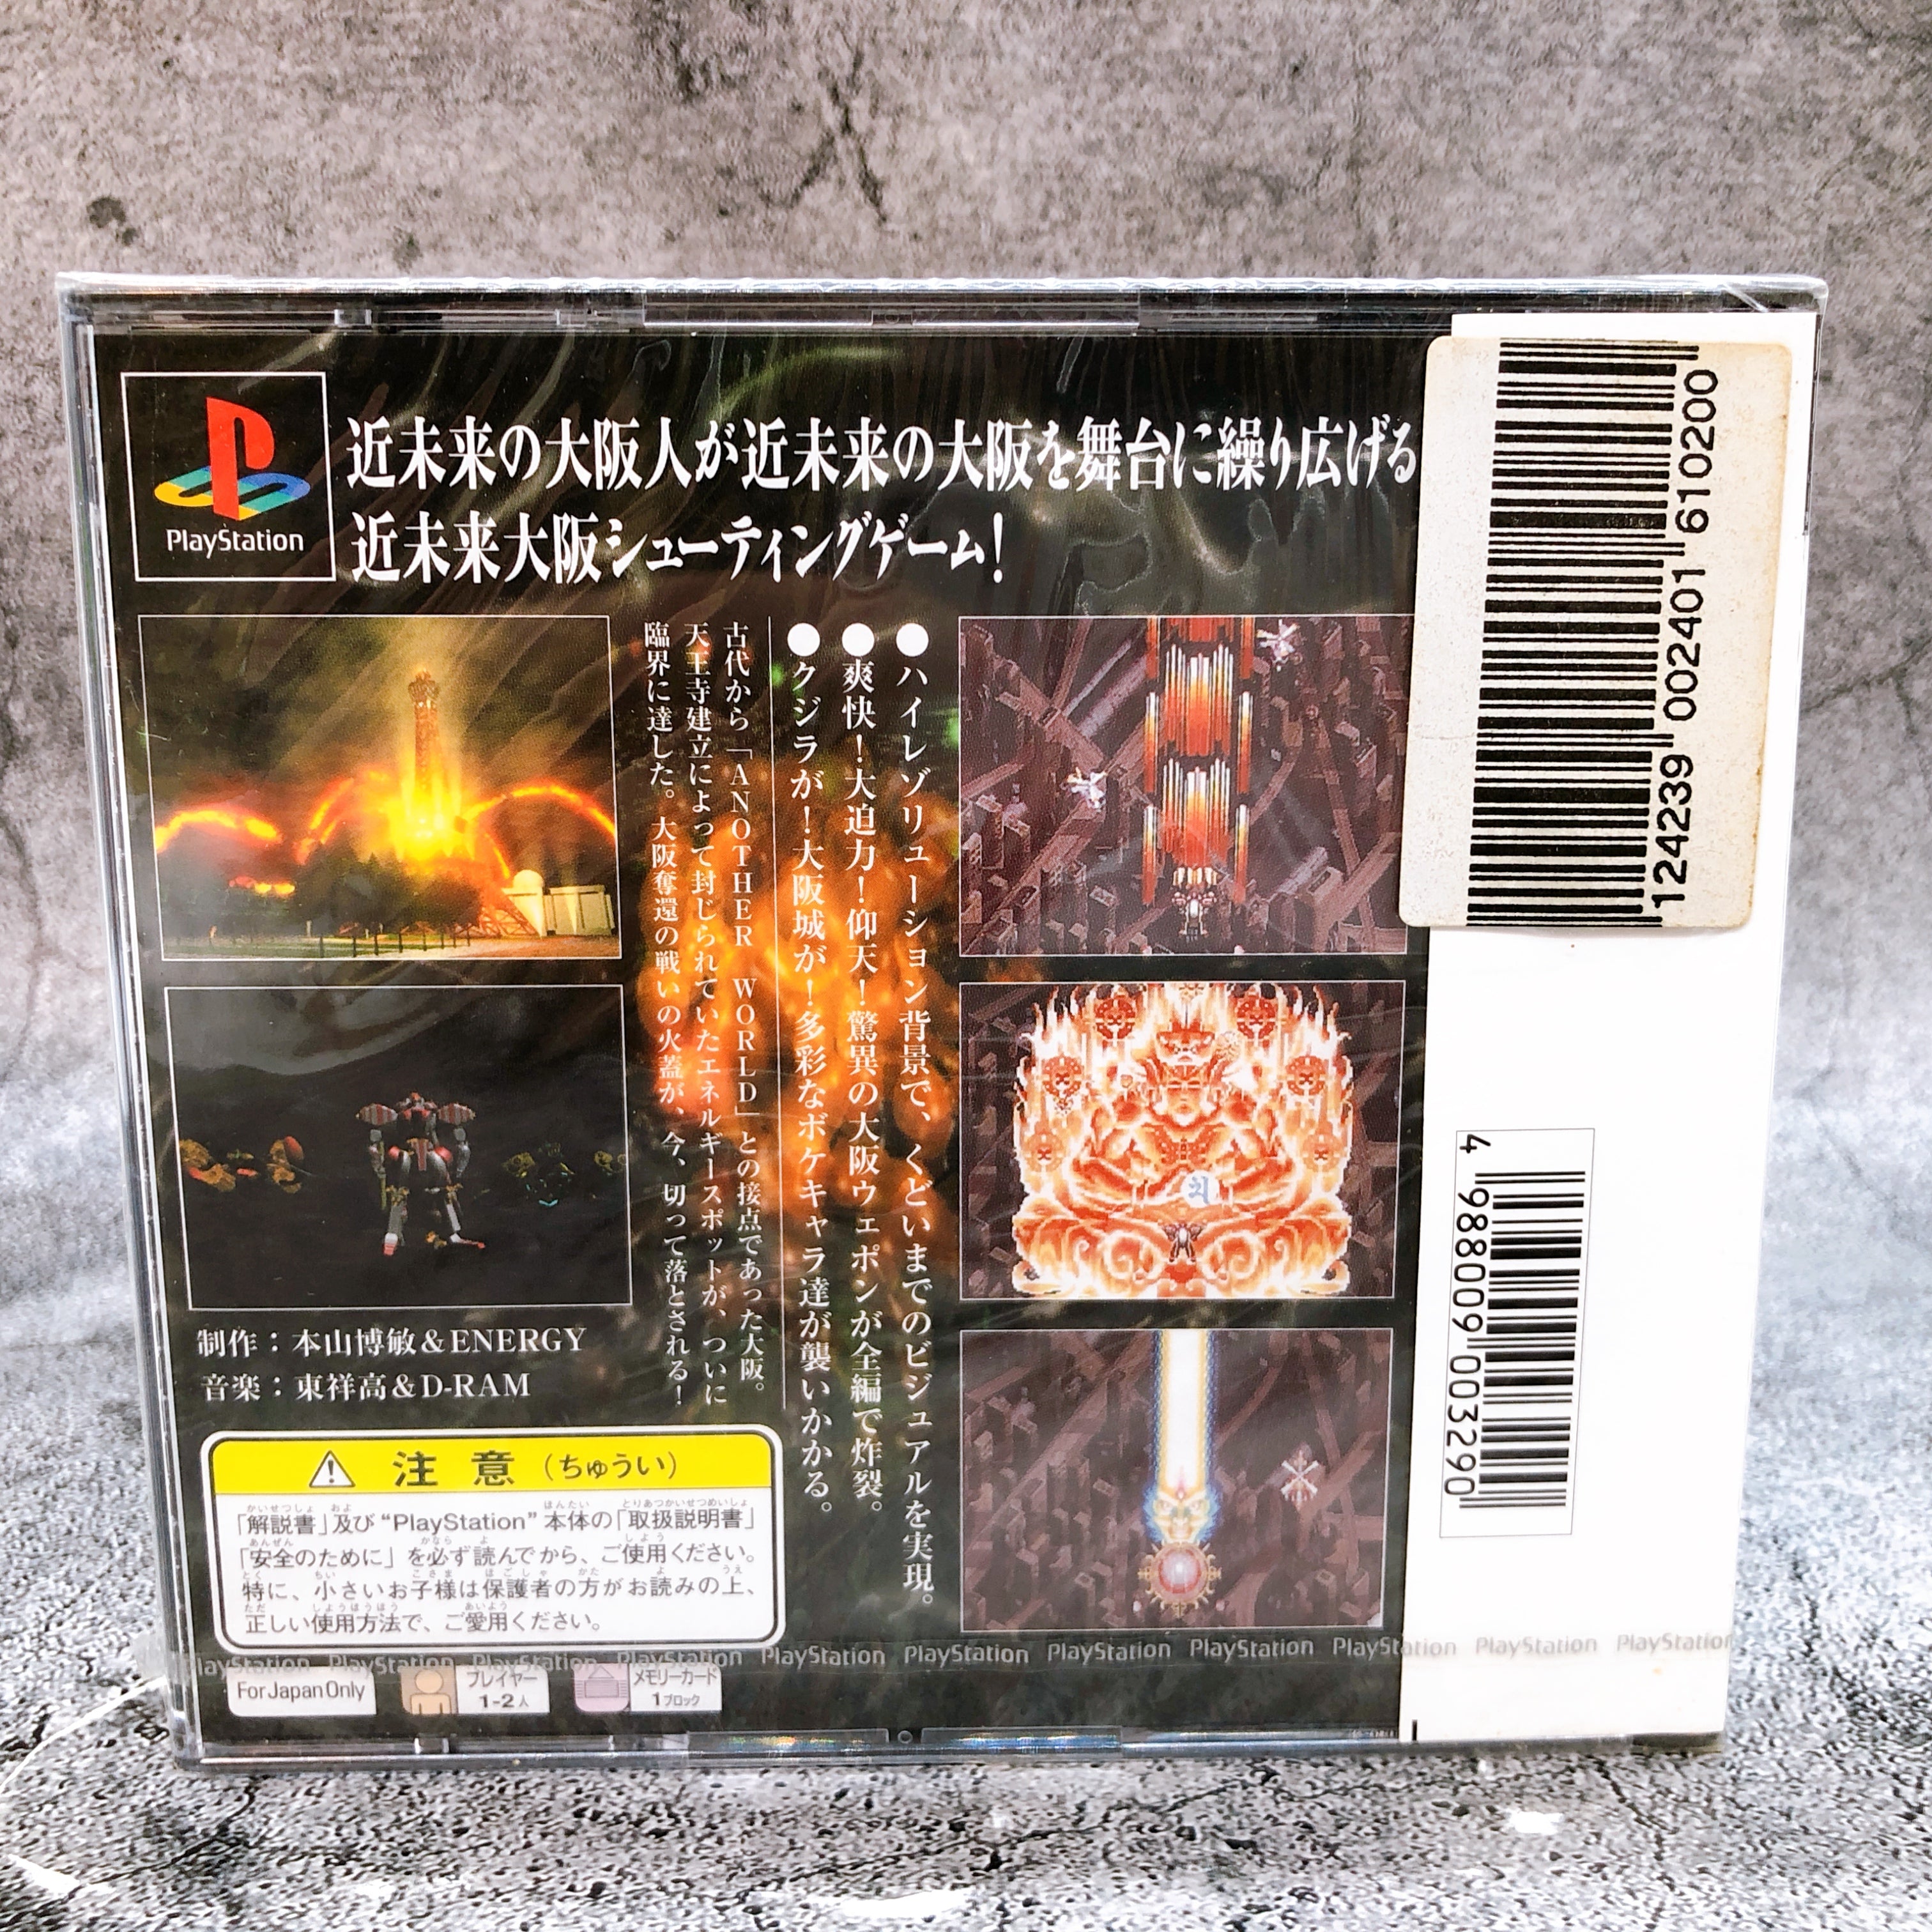 PlayStation
近未来の大阪人が近未来の大阪を舞台に繰り広げる
近未来大阪シューティングゲーム!
●ハイレゾリューション背景で、くどいまでのビジュアルを実現。
●爽快!大迫力!仰天!驚異の大阪ウェポンが全編で炸裂。
●クジラが!大阪城が!多彩なボケキャラ達が襲いかかる。
古代から「ANOTHER WORLD」との接点であった大阪。
天王寺建立によって封じられていたエネルギースポットが、ついに
臨界に達した。大阪奪還の戦いの火蓋が、今、切って落とされる!
制作:本山博敏&ENERGY
音楽:東祥高&D-RAM
注意(ちゅうい)
「解説書」及び"PlayStation"本体の「取扱説明書」
「安全のために」を必ず読んでから、ご使用ください。
特に、小さいお子様は保護者の方がお読みの上、
正しい使用方法で、ご愛用ください。
PlayStation PlayStation PlayStation PlayStation PlayStation PlayStation PlayStation PlayStation PlayStation PlayStation PlayStation
For Japan Only
プレイヤー
1-2人
メモリーカード
1ブロック
124239 002401 610200
4 988009 003290